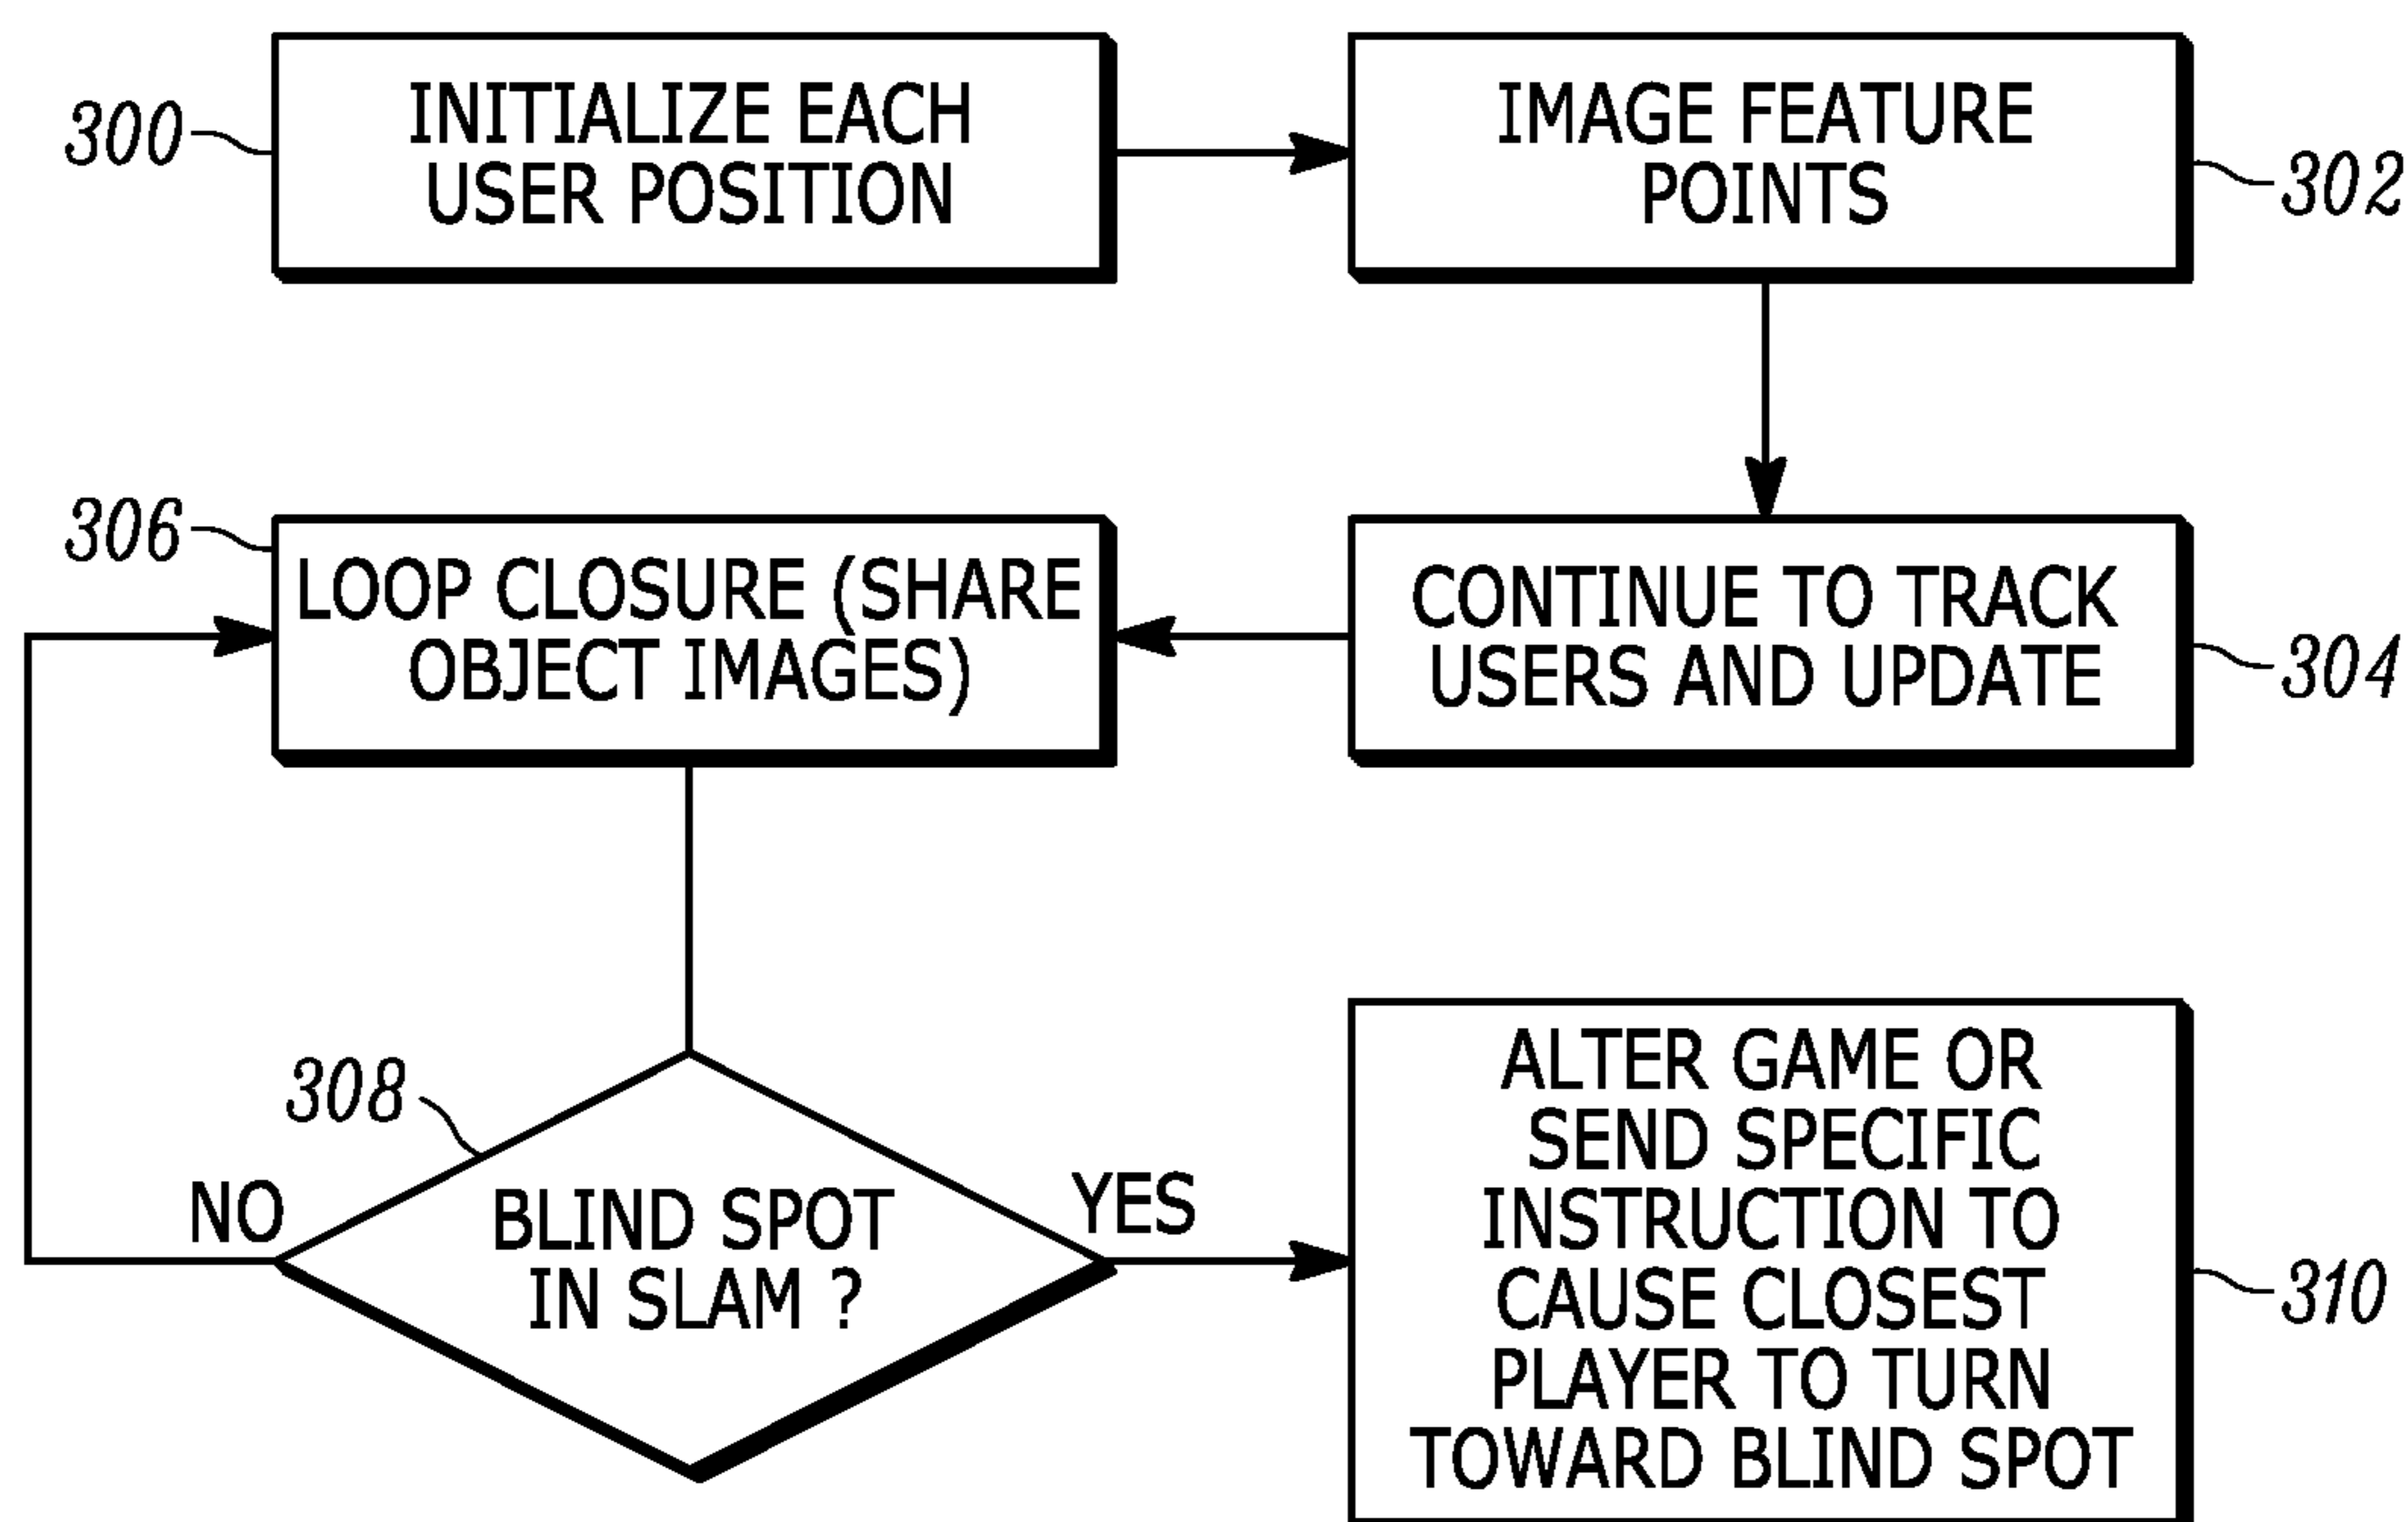 300
INITIALIZE EACH
USER POSITION
IMAGE FEATURE
POINTS
302
306
LOOP CLOSURE (SHARE
OBJECT IMAGES)
CONTINUE TO TRACK
USERS AND UPDATE
304
308
NO
BLIND SPOT
IN SLAM ?
YES
ALTER GAME OR
SEND SPECIFIC
INSTRUCTION TO
CAUSE CLOSEST
PLAYER TO TURN
TOWARD BLIND SPOT
310